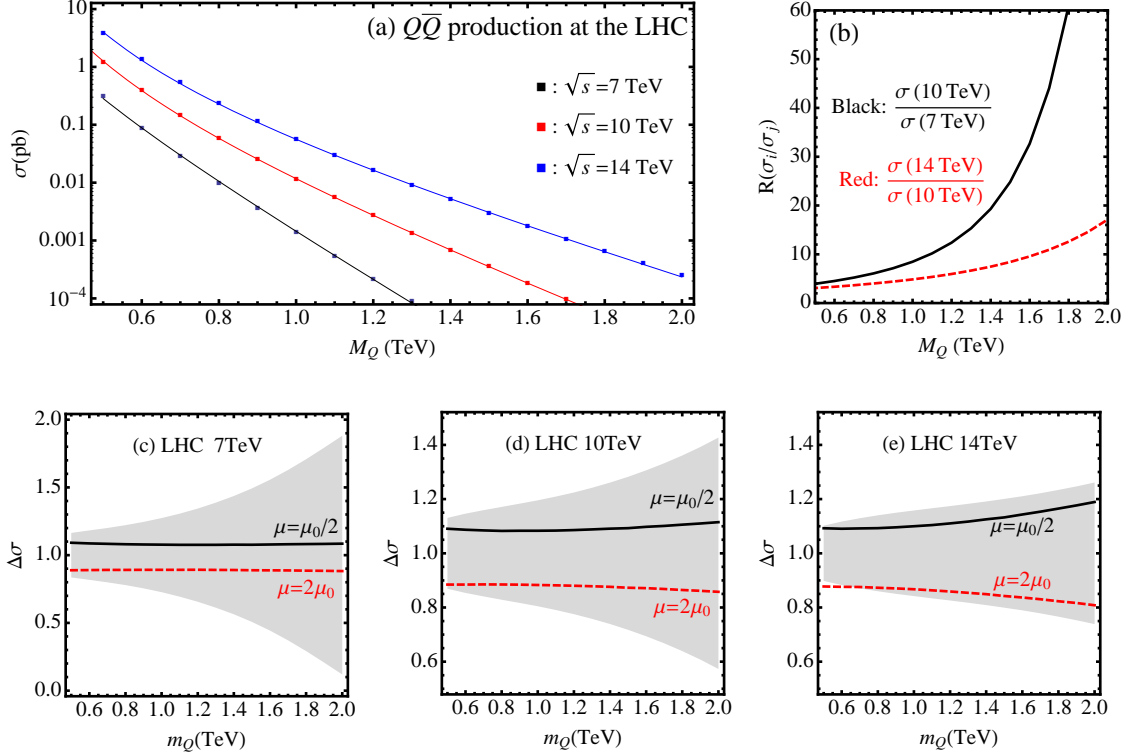 (a) QQ̅ production at the LHC
■ : √s =7 TeV
■ : √s =10 TeV
■ : √s =14 TeV
σ(pb)
10
1
0.1
0.01
0.001
10⁻⁴
0.6 0.8 1.0 1.2 1.4 1.6 1.8 2.0
M_Q (TeV)
(b)
Black: σ (10 TeV) / σ (7 TeV)
Red: σ (14 TeV) / σ (10 TeV)
R(σᵢ/σⱼ)
60
50
40
30
20
10
0
0.6 0.8 1.0 1.2 1.4 1.6 1.8 2.0
M_Q (TeV)
(c) LHC 7TeV
μ=μ₀/2
μ=2μ₀
Δσ
2.0
1.5
1.0
0.5
0.0
0.6 0.8 1.0 1.2 1.4 1.6 1.8 2.0
m_Q(TeV)
(d) LHC 10TeV
μ=μ₀/2
μ=2μ₀
Δσ
1.4
1.2
1.0
0.8
0.6
0.6 0.8 1.0 1.2 1.4 1.6 1.8 2.0
m_Q(TeV)
(e) LHC 14TeV
μ=μ₀/2
μ=2μ₀
Δσ
1.4
1.2
1.0
0.8
0.6
0.6 0.8 1.0 1.2 1.4 1.6 1.8 2.0
m_Q(TeV)